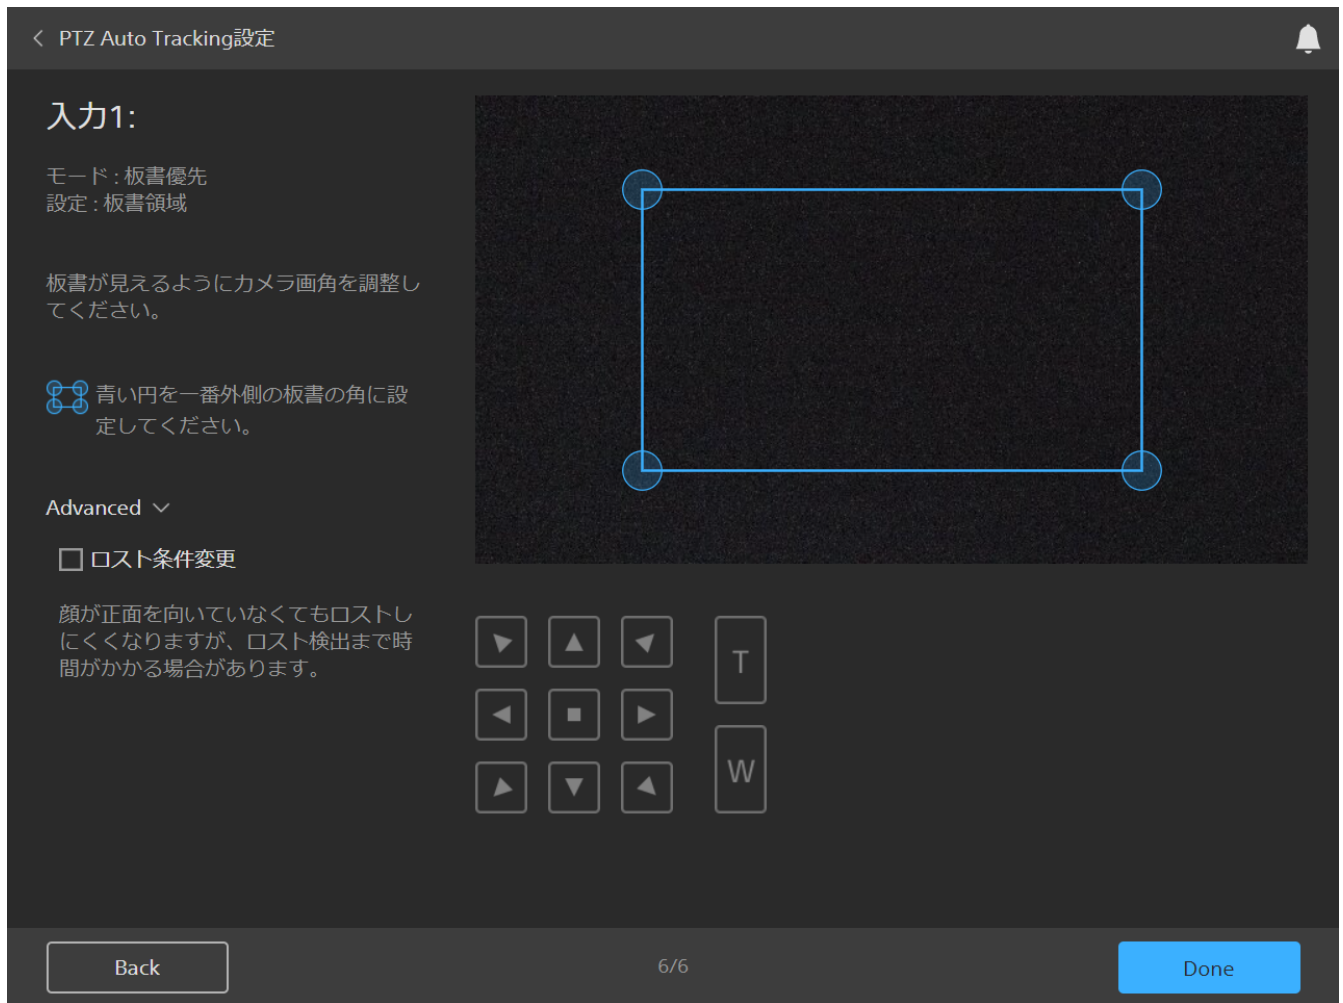 PTZ Auto Tracking設定
入力1:
モード : 板書優先
設定 : 板書領域
板書が見えるようにカメラ画角を調整し
てください。
青い円を一番外側の板書の角に設
定してください。
Advanced
ロスト条件変更
顔が正面を向いていなくてもロストし
にくくなりますが、ロスト検出まで時
間がかかる場合があります。
T
W
Back
6/6
Done